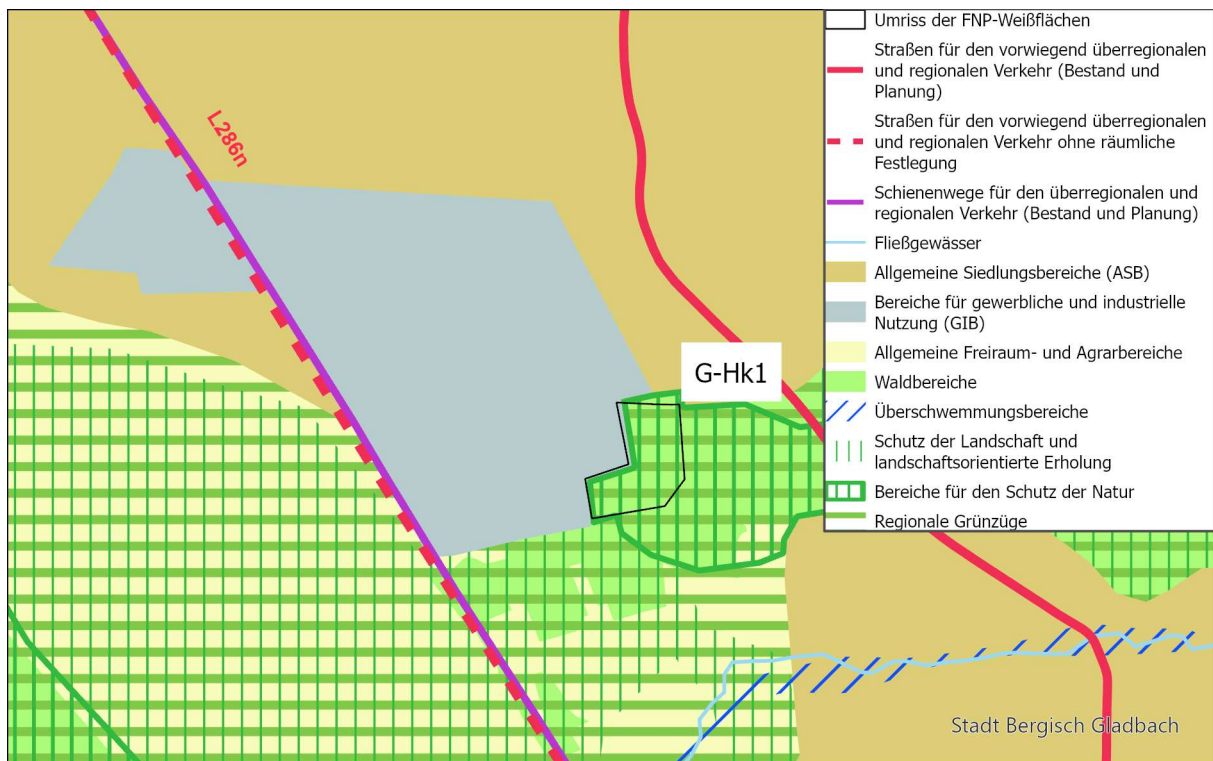 L286n
G-Hk1
Stadt Bergisch Gladbach
Umriss der FNP-Weißflächen
Straßen für den vorwiegend überregionalen
und regionalen Verkehr (Bestand und
Planung)
Straßen für den vorwiegend überregionalen
und regionalen Verkehr ohne räumliche
Festlegung
Schienenwege für den überregionalen und
regionalen Verkehr (Bestand und Planung)
Fließgewässer
Allgemeine Siedlungsbereiche (ASB)
Bereiche für gewerbliche und industrielle
Nutzung (GIB)
Allgemeine Freiraum- und Agrarbereiche
Waldbereiche
Überschwemmungsbereiche
Schutz der Landschaft und
landschaftsorientierte Erholung
Bereiche für den Schutz der Natur
Regionale Grünzüge